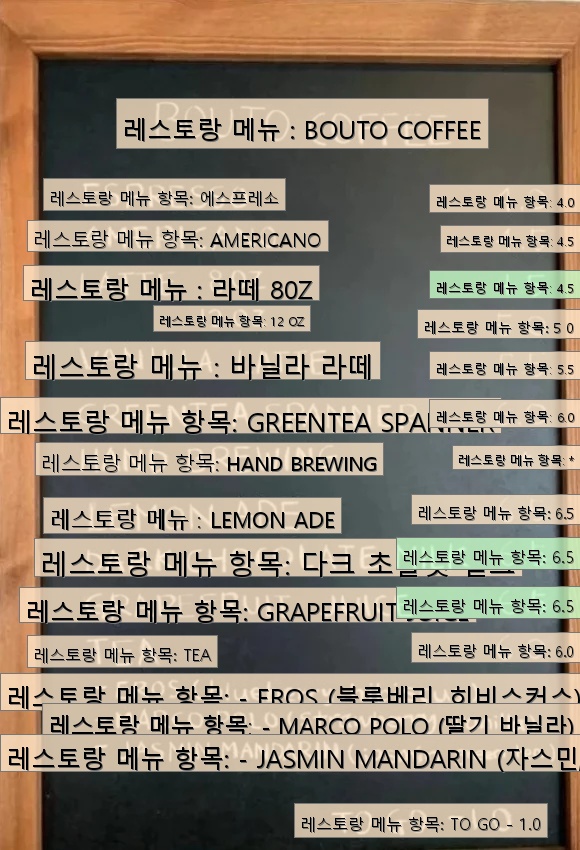 레스토랑 메뉴 : BOUTO COFFEE
레스토랑 메뉴 항목: 에스프레소
레스토랑 메뉴 항목: 4.0
레스토랑 메뉴 항목: AMERICANO
레스토랑 메뉴 항목: 4.5
레스토랑 메뉴 : 라떼 80Z
레스토랑 메뉴 항목: 4.5
레스토랑 메뉴 항목: 12 OZ
레스토랑 메뉴 항목: 5 0
레스토랑 메뉴 : 바닐라 라떼
레스토랑 메뉴 항목: 5.5
레스토랑 메뉴 항목: GREENTEA SPANNER
레스토랑 메뉴 항목: 6.0
레스토랑 메뉴 항목: HAND BREWING
레스토랑 메뉴 항목: *
레스토랑 메뉴 : LEMON ADE
레스토랑 메뉴 항목: 6.5
레스토랑 메뉴 항목: 다크
레스토랑 메뉴 항목: 6.5
레스토랑 메뉴 항목: GRAPEFRUIT JUICE
레스토랑 메뉴 항목: 6.5
레스토랑 메뉴 항목: TEA
레스토랑 메뉴 항목: 6.0
레스토랑 메뉴 항목: - EROS (블루베리, 히비스커스)
레스토랑 메뉴 항목: - MARCO POLO (딸기 바닐라)
레스토랑 메뉴 항목: - JASMIN MANDARIN (자스민,
레스토랑 메뉴 항목: TO GO - 1.0